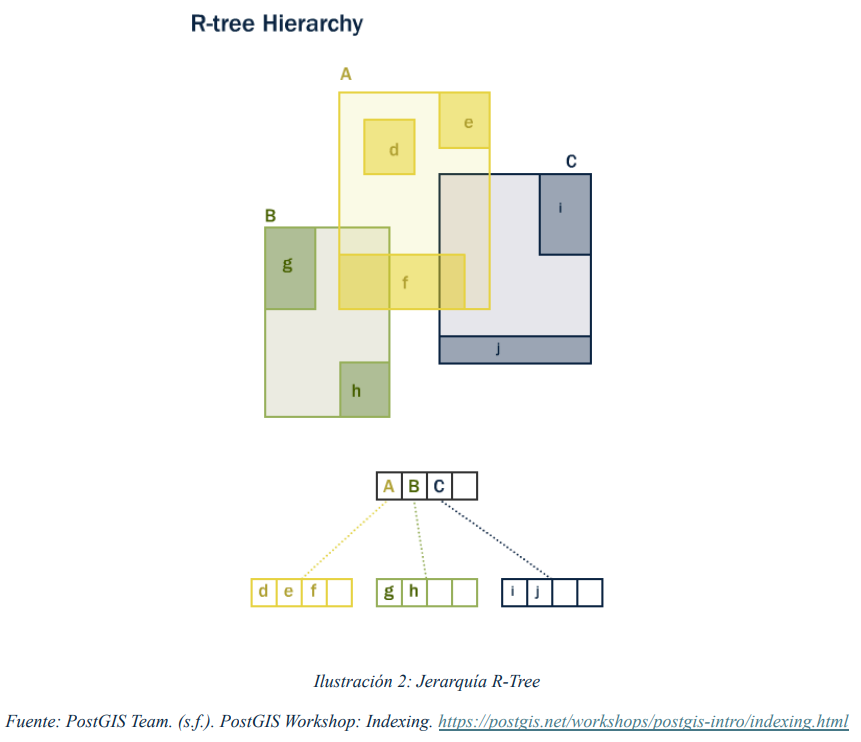 R-tree Hierarchy
A
e
d
C
i
B
g
f
j
h
A B C
d e f
g h
i j
Ilustración 2: Jerarquía R-Tree
Fuente: PostGIS Team. (s.f.). PostGIS Workshop: Indexing. https://postgis.net/workshops/postgis-intro/indexing.html